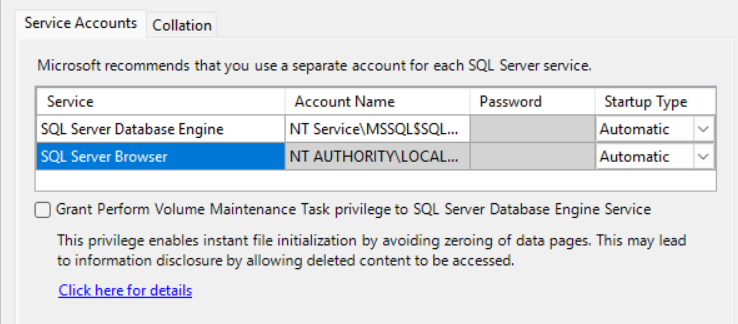 Service Accounts Collation
Microsoft recommends that you use a separate account for each SQL Server service.
Service Account Name Password Startup Type
SQL Server Database Engine NT Service\MSSQL$SQL... Automatic
SQL Server Browser NT AUTHORITY\LOCAL... Automatic
Grant Perform Volume Maintenance Task privilege to SQL Server Database Engine Service
This privilege enables instant file initialization by avoiding zeroing of data pages. This may lead
to information disclosure by allowing deleted content to be accessed.
Click here for details